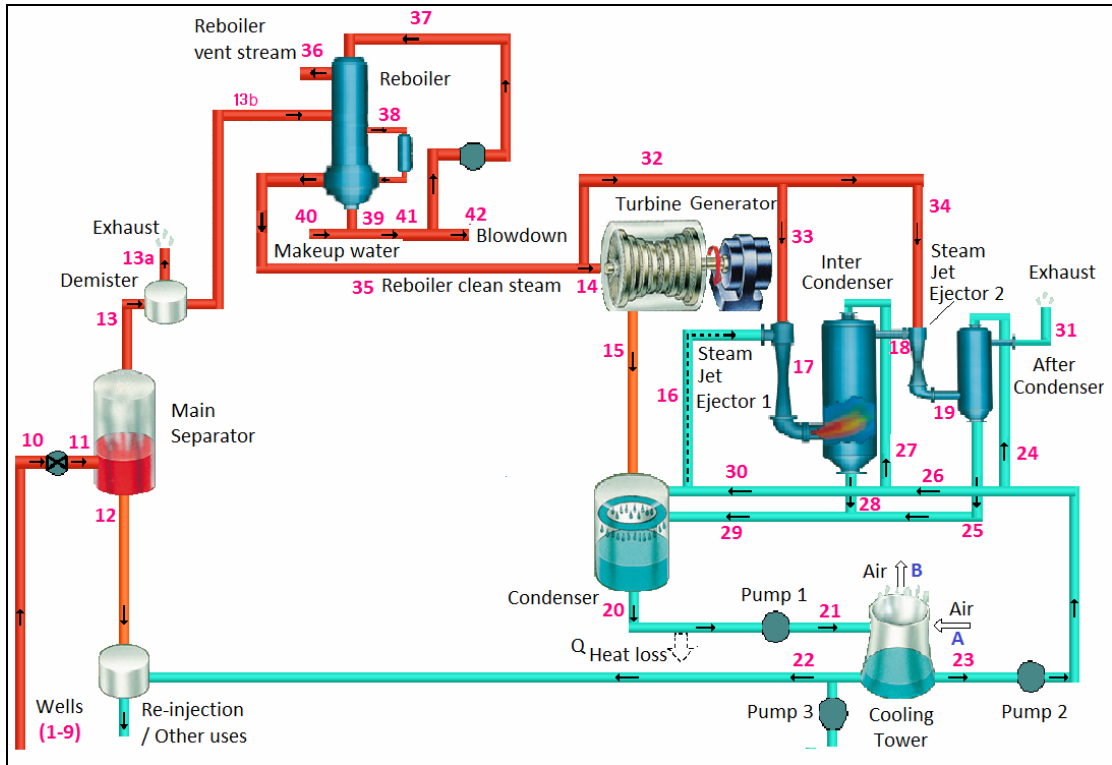 37
Reboiler
vent stream
36
Reboiler
13b
38
32
34
Exhaust
13a
Demister
40
39
41
42
Makeup water
Blowdown
Turbine Generator
33
Steam
Jet
Ejector 2
Inter
Condenser
Exhaust
13
35
Reboiler clean steam
14
31
18
After
Condenser
15
Steam
Jet
Ejector 1
17
16
19
Main
Separator
10
11
27
24
30
26
12
28
29
25
Air
B
Condenser
20
Pump 1
21
Air
A
Q
Heat loss
22
23
Wells
(1-9)
Re-injection
/ Other uses
Pump 3
Cooling
Tower
Pump 2